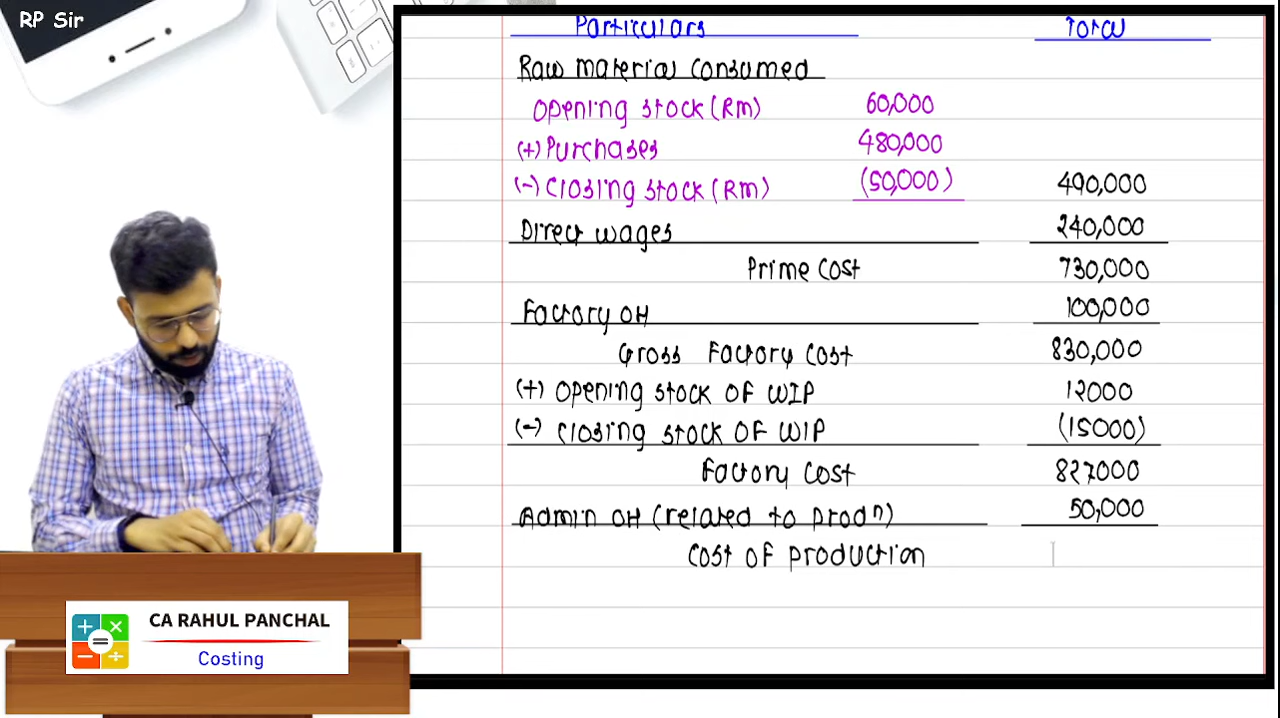 RP Sir
Particulars Total
Raw material consumed
Opening stock (Rm) 60,000
(+) Purchases 480,000
(-) Closing stock (Rm) (50,000) 490,000
Direct wages 240,000
Prime Cost 730,000
Factory OH 100,000
Gross Factory Cost 830,000
(+) Opening stock OF WIP 12000
(-) Closing stock OF WIP (15000)
Factory Cost 827000
Admin OH (related to prodⁿ) 50,000
Cost of production
CA RAHUL PANCHAL
Costing